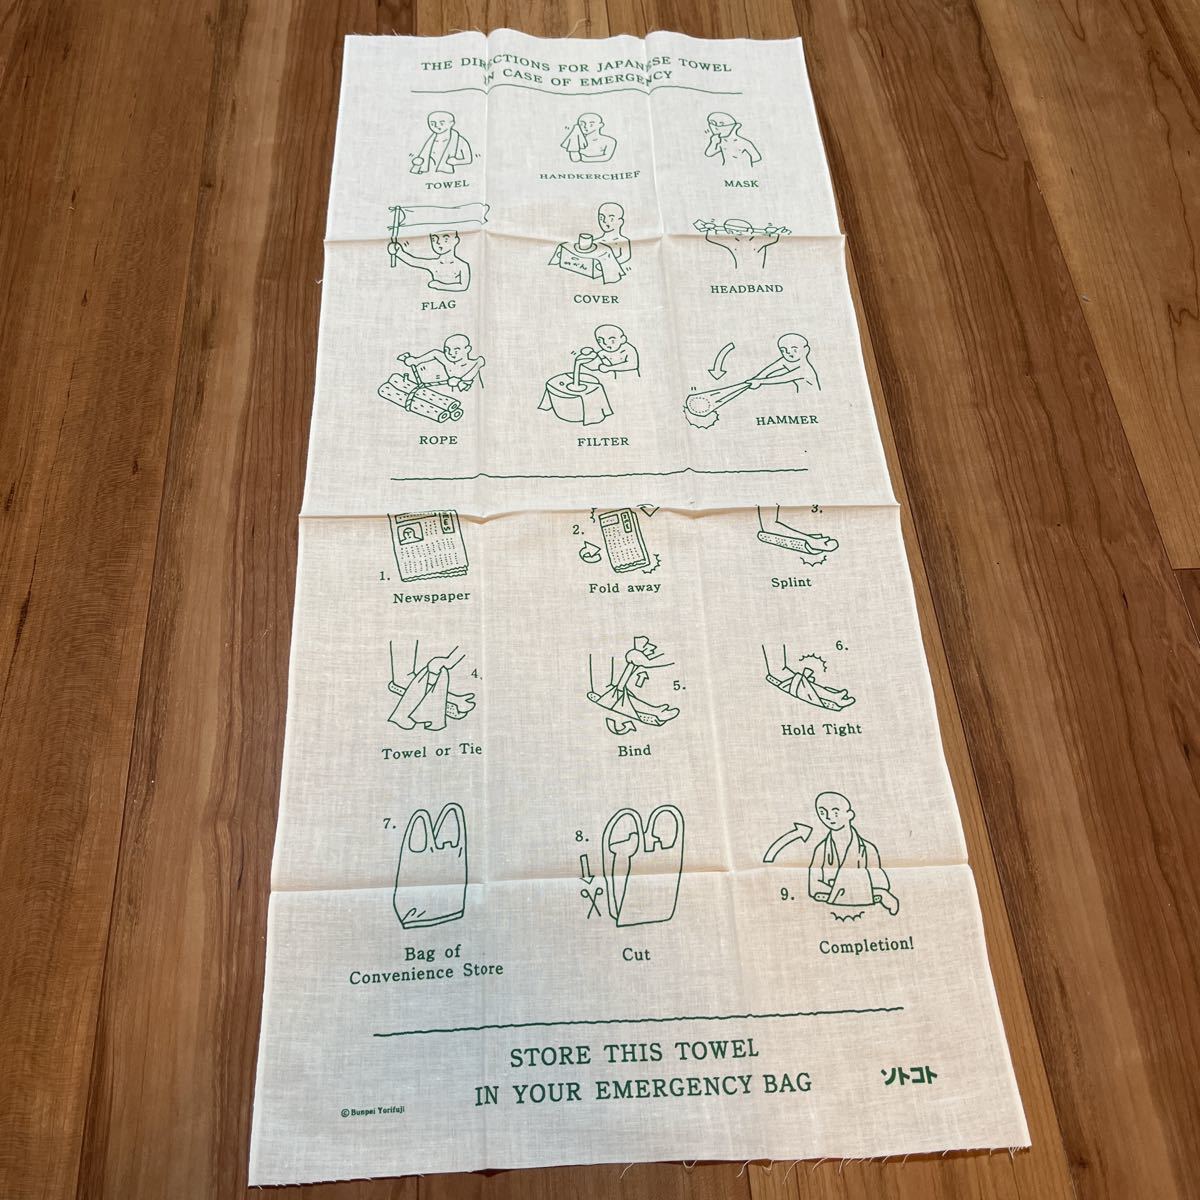 THE DIRECTIONS FOR JAPANESE TOWEL
IN CASE OF EMERGENCY
TOWEL
HANDKERCHIEF
MASK
FLAG
COVER
HEADBAND
ROPE
FILTER
HAMMER
1.
Newspaper
2.
Fold away
3.
Splint
4.
Towel or Tie
5.
Bind
6.
Hold Tight
7.
Bag of
Convenience Store
8.
Cut
9.
Completion!
STORE THIS TOWEL
IN YOUR EMERGENCY BAG
ソトコト
© Bunpei Yorifuji